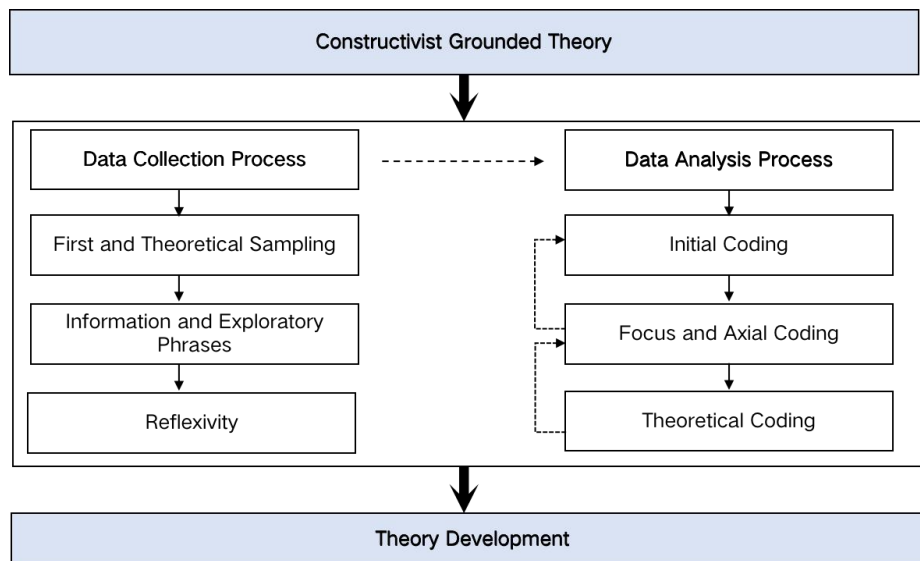 Constructivist Grounded Theory
Data Collection Process
Data Analysis Process
First and Theoretical Sampling
Initial Coding
Information and Exploratory
Phrases
Focus and Axial Coding
Reflexivity
Theoretical Coding
Theory Development